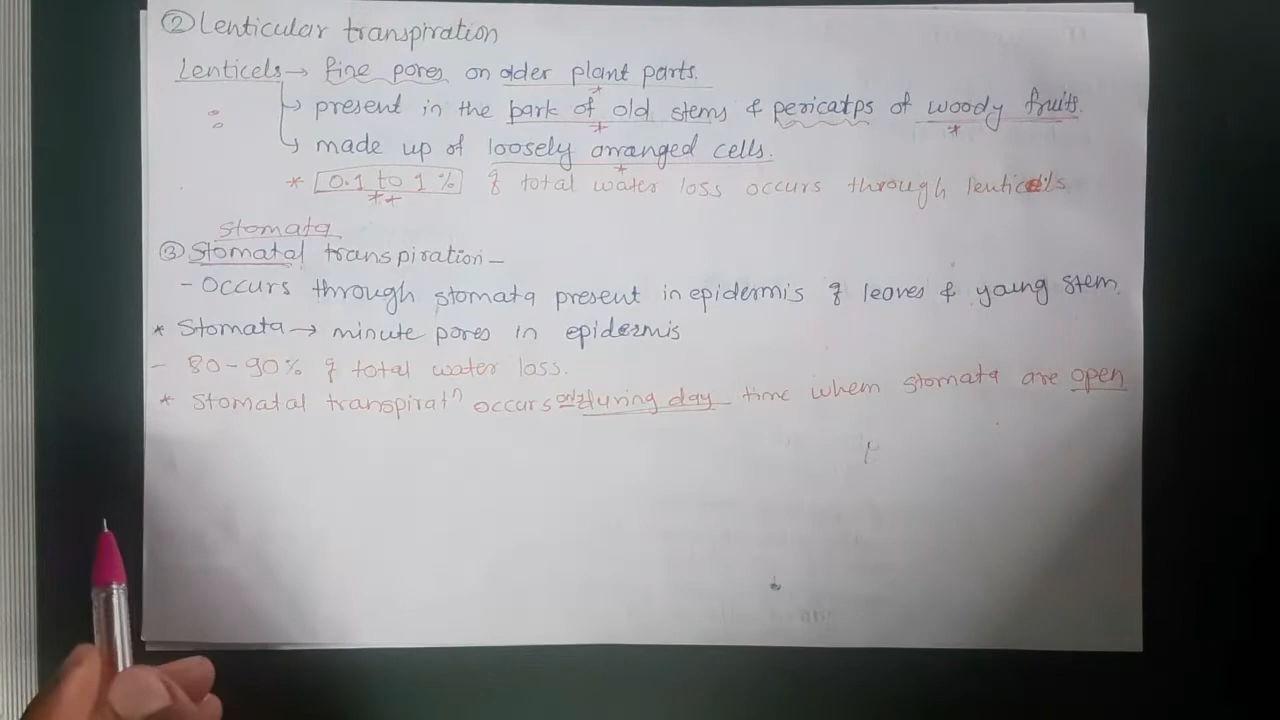 ② Lenticular transpiration
Lenticels → fine pores on older plant parts.
→ present in the bark of old stems & pericarps of woody fruits.
→ made up of loosely arranged cells.
* 0.1 to 1% of total water loss occurs through lenticels
Stomata
③ Stomatal transpiration –
- Occurs through stomata present in epidermis of leaves & young stem.
* Stomata → minute pores in epidermis
- 80-90% of total water loss.
* Stomatal transpiratⁿ occurs only during day time when stomata are open